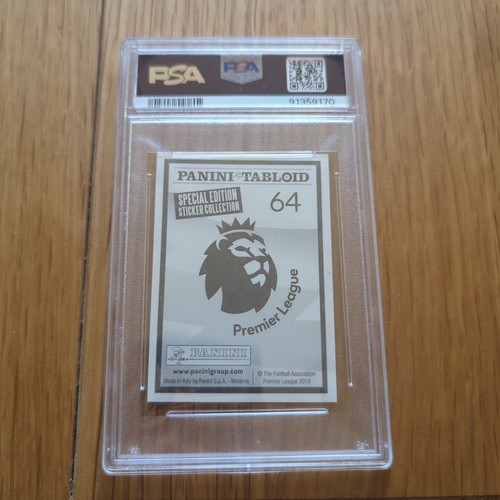 PSA
PSA
91359170
PANINI TABLOID
SPECIAL EDITION
STICKER COLLECTION
64
Premier League
PANINI
www.paninigroup.com
Made in Italy by Panini S.p.A. - Modena
© The Football Association
Premier League 2019